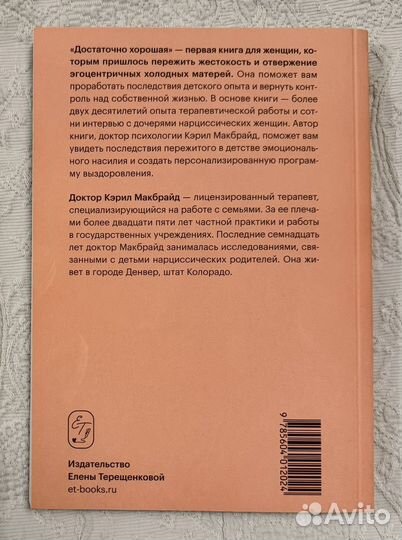 «Достаточно хорошая» — первая книга для женщин, ко-
торым пришлось пережить жестокость и отвержение
эгоцентричных холодных матерей. Она поможет вам
проработать последствия детского опыта и вернуть конт-
роль над собственной жизнью. В основе книги — более
двух десятилетий опыта терапевтической работы и сот-
ни интервью с дочерями нарциссических женщин. Автор
книги, доктор психологии Кэрил Макбрайд, поможет вам
увидеть последствия пережитого в детстве эмоциональ-
ного насилия и создать персонализированную програм-
му выздоровления.
Доктор Кэрил Макбрайд — лицензированный терапевт,
специализирующийся на работе с семьями. За ее плеча-
ми более двадцати пяти лет частной практики и работы
в государственных учреждениях. Последние семнадцать
лет доктор Макбрайд занималась исследованиями, свя-
занными с детьми нарциссических родителей. Она жи-
вет в городе Денвер, штат Колорадо.
Издательство
Елены Терещенковой
et-books.ru
9 785604 012024
Avito